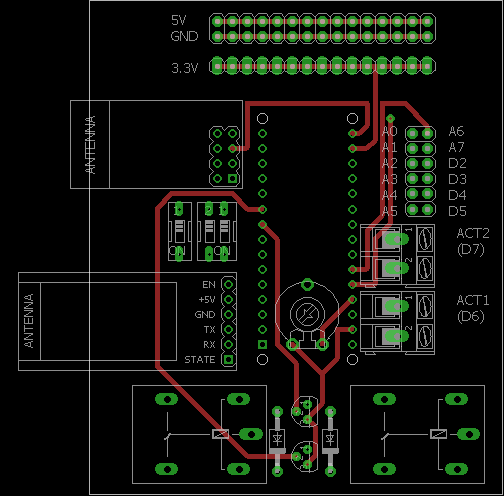 5V
GND
3.3V
ANTENNA
A0 A6
A1 A7
A2 D2
A3 D3
A4 D4
A5 D5
ACT2
(D7)
1
2
ANTENNA
EN
+5V
GND
TX
RX
STATE
ACT1
(D6)
1
2